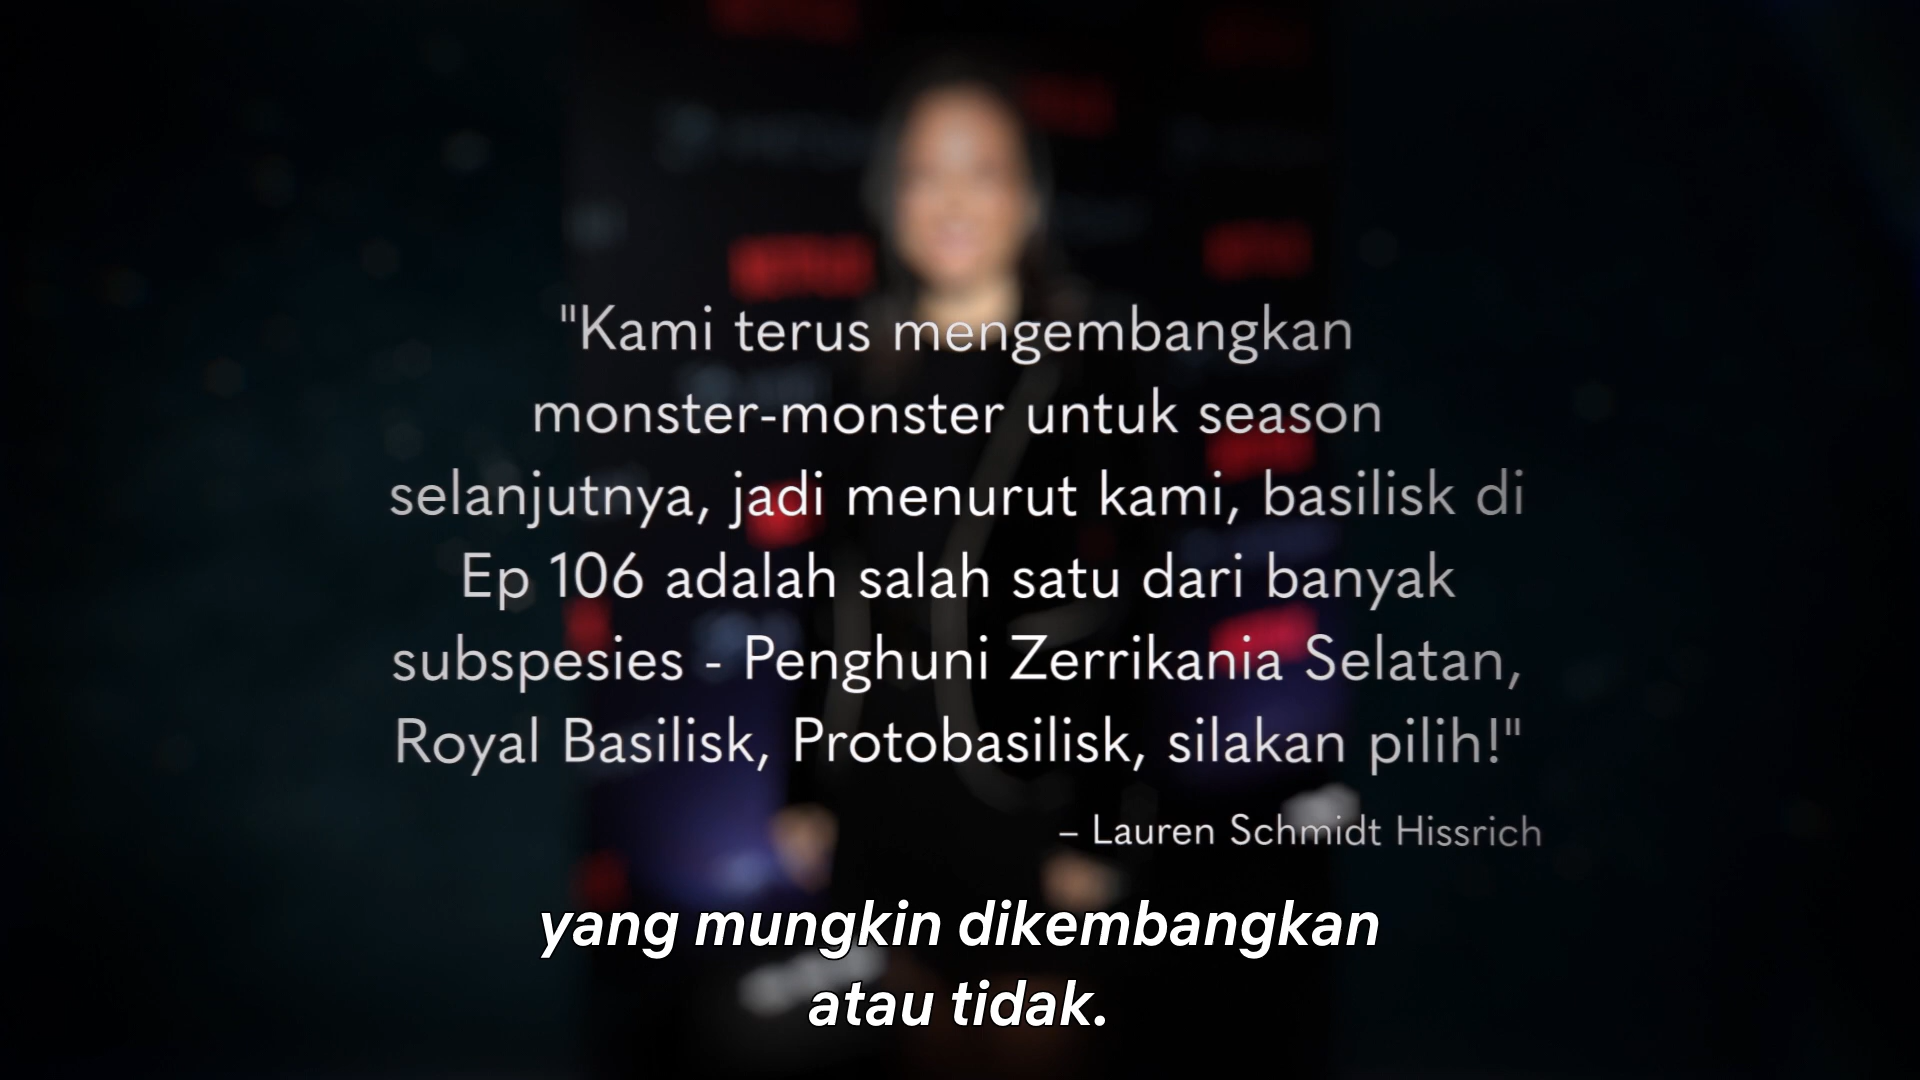 "Kami terus mengembangkan
monster-monster untuk season
selanjutnya, jadi menurut kami, basilisk di
Ep 106 adalah salah satu dari banyak
subspesies - Penghuni Zerrikania Selatan,
Royal Basilisk, Protobasilisk, silakan pilih!"
– Lauren Schmidt Hissrich
yang mungkin dikembangkan
atau tidak.